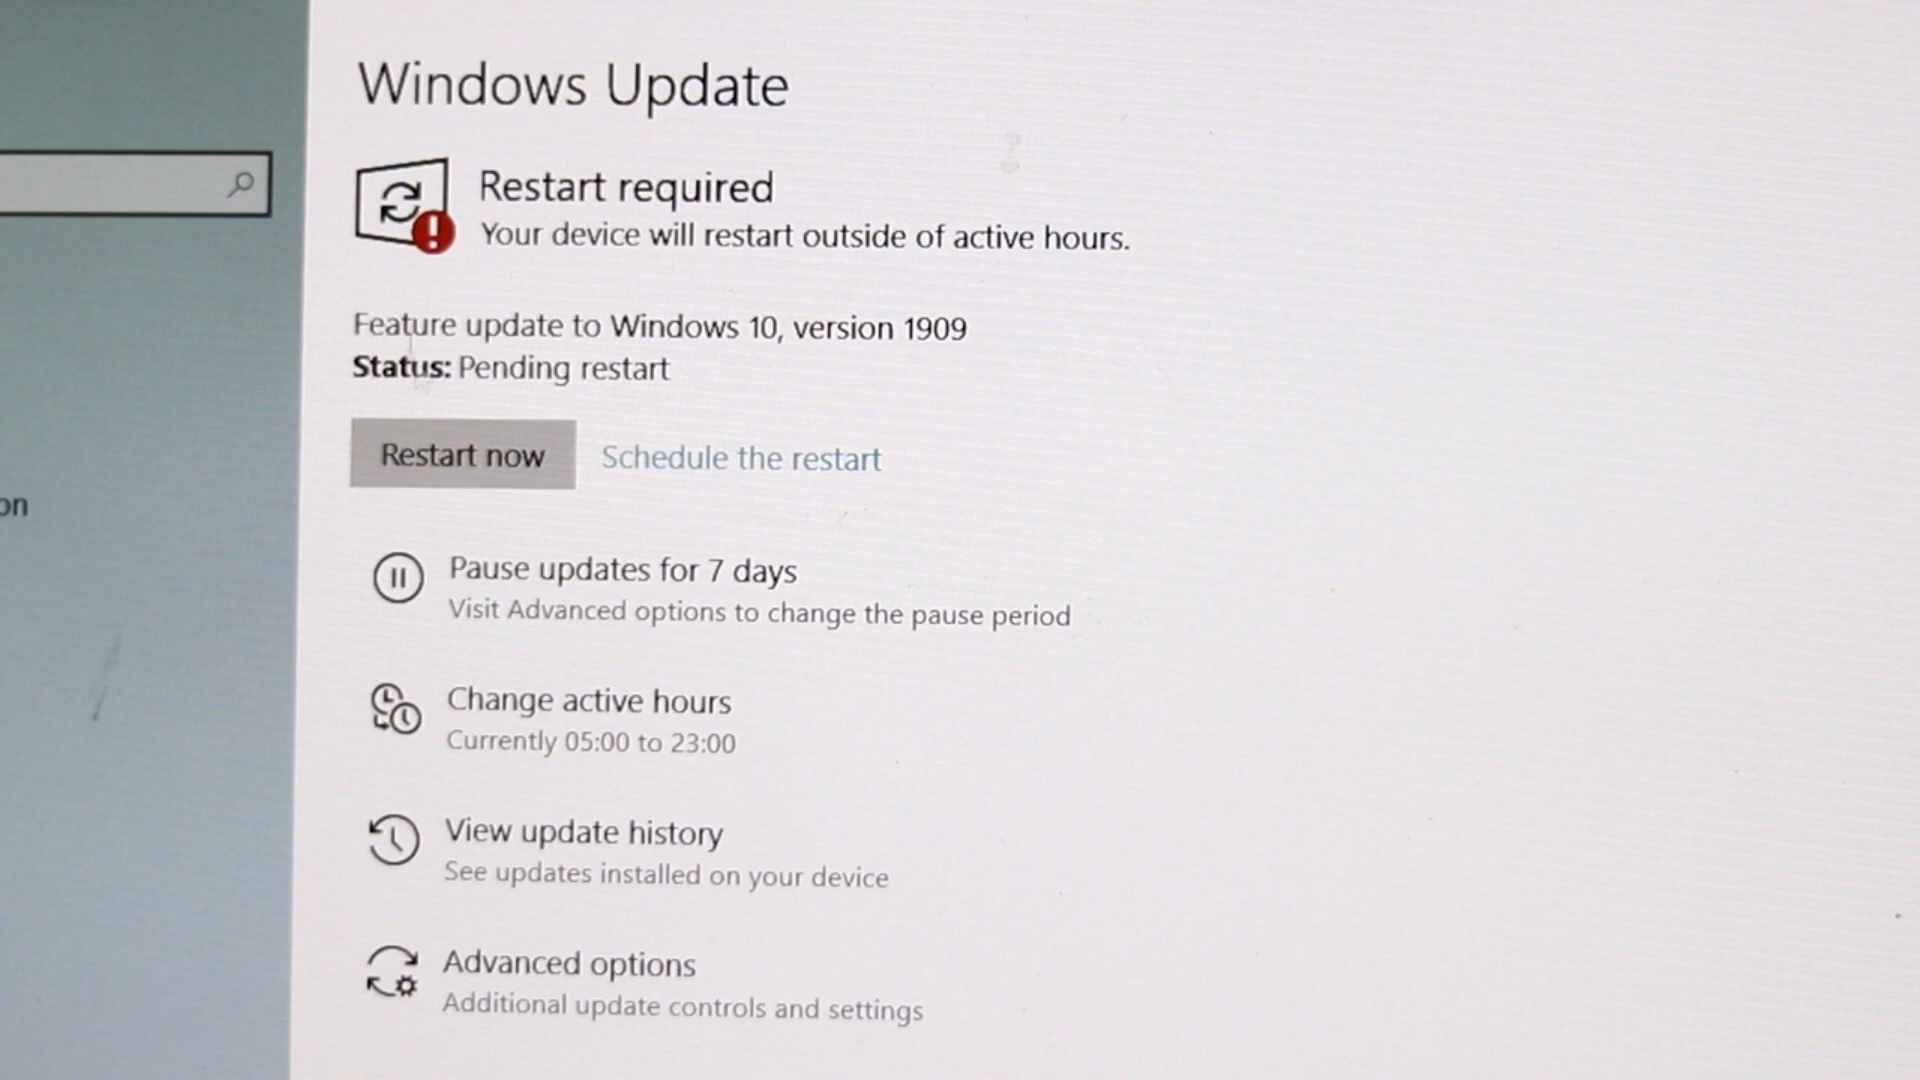 Windows Update
Restart required
Your device will restart outside of active hours.
Feature update to Windows 10, version 1909
Status: Pending restart
Restart now
Schedule the restart
on
Pause updates for 7 days
Visit Advanced options to change the pause period
Change active hours
Currently 05:00 to 23:00
View update history
See updates installed on your device
Advanced options
Additional update controls and settings